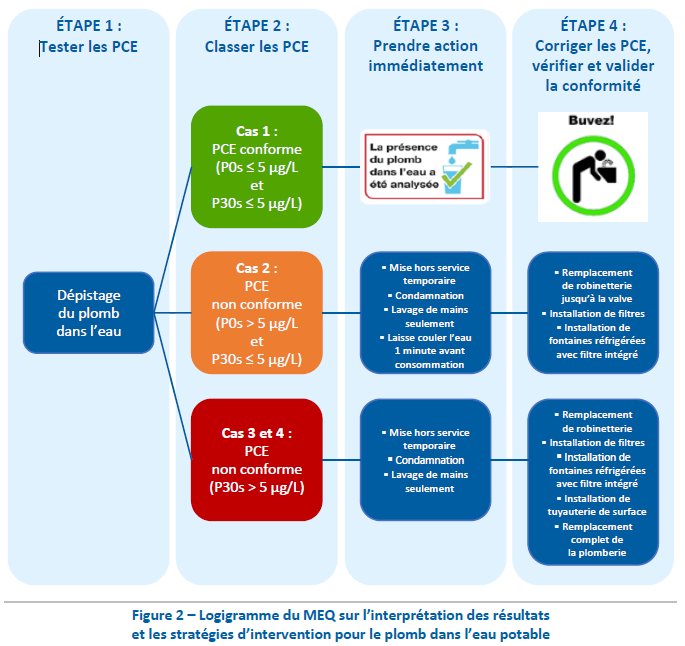 ÉTAPE 1 :
Tester les PCE
ÉTAPE 2 :
Classer les PCE
ÉTAPE 3 :
Prendre action
immédiatement
ÉTAPE 4 :
Corriger les PCE,
vérifier et valider
la conformité
Dépistage
du plomb
dans l'eau
Cas 1 :
PCE conforme
(P0s ≤ 5 µg/L
et
P30s ≤ 5 µg/L)
La présence
du plomb
dans l'eau a
été analysée
Buvez!
Cas 2 :
PCE
non conforme
(P0s > 5 µg/L
et
P30s ≤ 5 µg/L)
▪ Mise hors service
temporaire
▪ Condamnation
▪ Lavage de mains
seulement
▪ Laisse couler l'eau
1 minute avant
consommation
▪ Remplacement
de robinetterie
jusqu'à la valve
▪ Installation de filtres
▪ Installation de
fontaines réfrigérées
avec filtre intégré
Cas 3 et 4 :
PCE
non conforme
(P30s > 5 µg/L)
▪ Mise hors service
temporaire
▪ Condamnation
▪ Lavage de mains
seulement
▪ Remplacement
de robinetterie
▪ Installation de filtres
▪ Installation de
fontaines réfrigérées
avec filtre intégré
▪ Installation de
tuyauterie de surface
▪ Remplacement
complet de
la plomberie
Figure 2 – Logigramme du MEQ sur l'interprétation des résultats
et les stratégies d'intervention pour le plomb dans l'eau potable